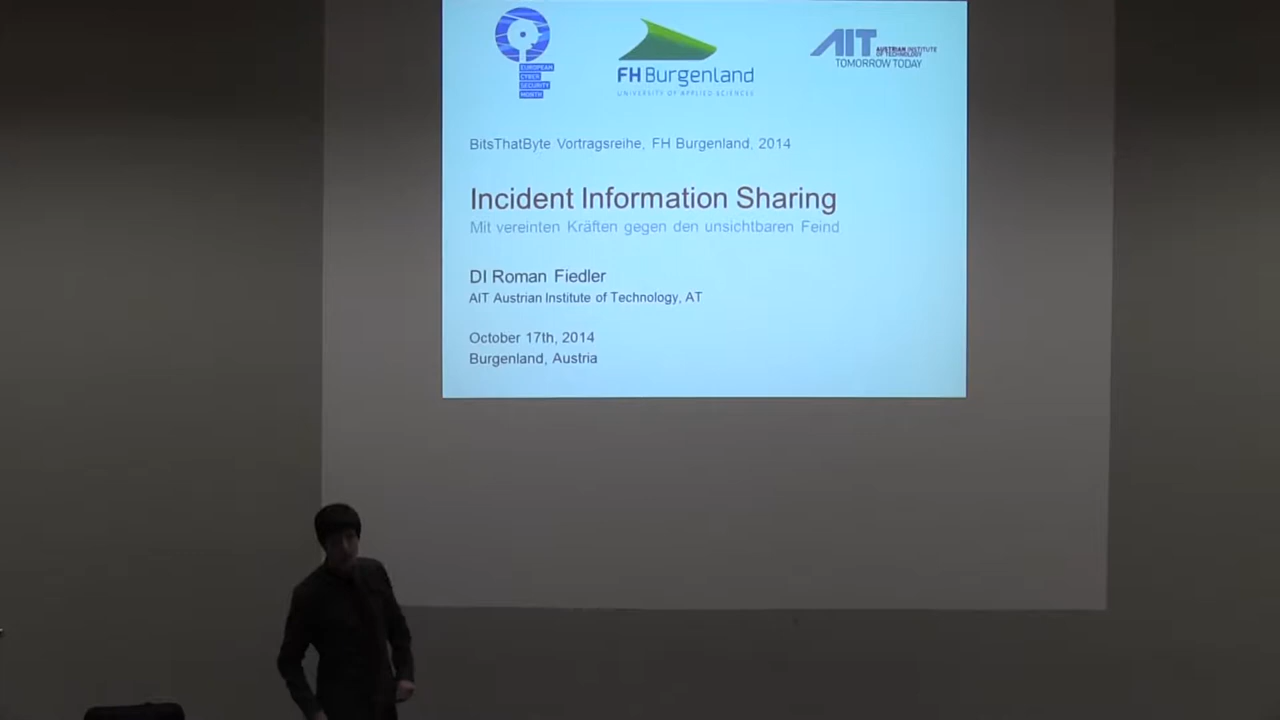 EUROPEAN
CYBER
SECURITY
MONTH
FH Burgenland
UNIVERSITY OF APPLIED SCIENCES
AIT AUSTRIAN INSTITUTE
OF TECHNOLOGY
TOMORROW TODAY
BitsThatByte Vortragsreihe, FH Burgenland, 2014
Incident Information Sharing
Mit vereinten Kräften gegen den unsichtbaren Feind
DI Roman Fiedler
AIT Austrian Institute of Technology, AT
October 17th, 2014
Burgenland, Austria